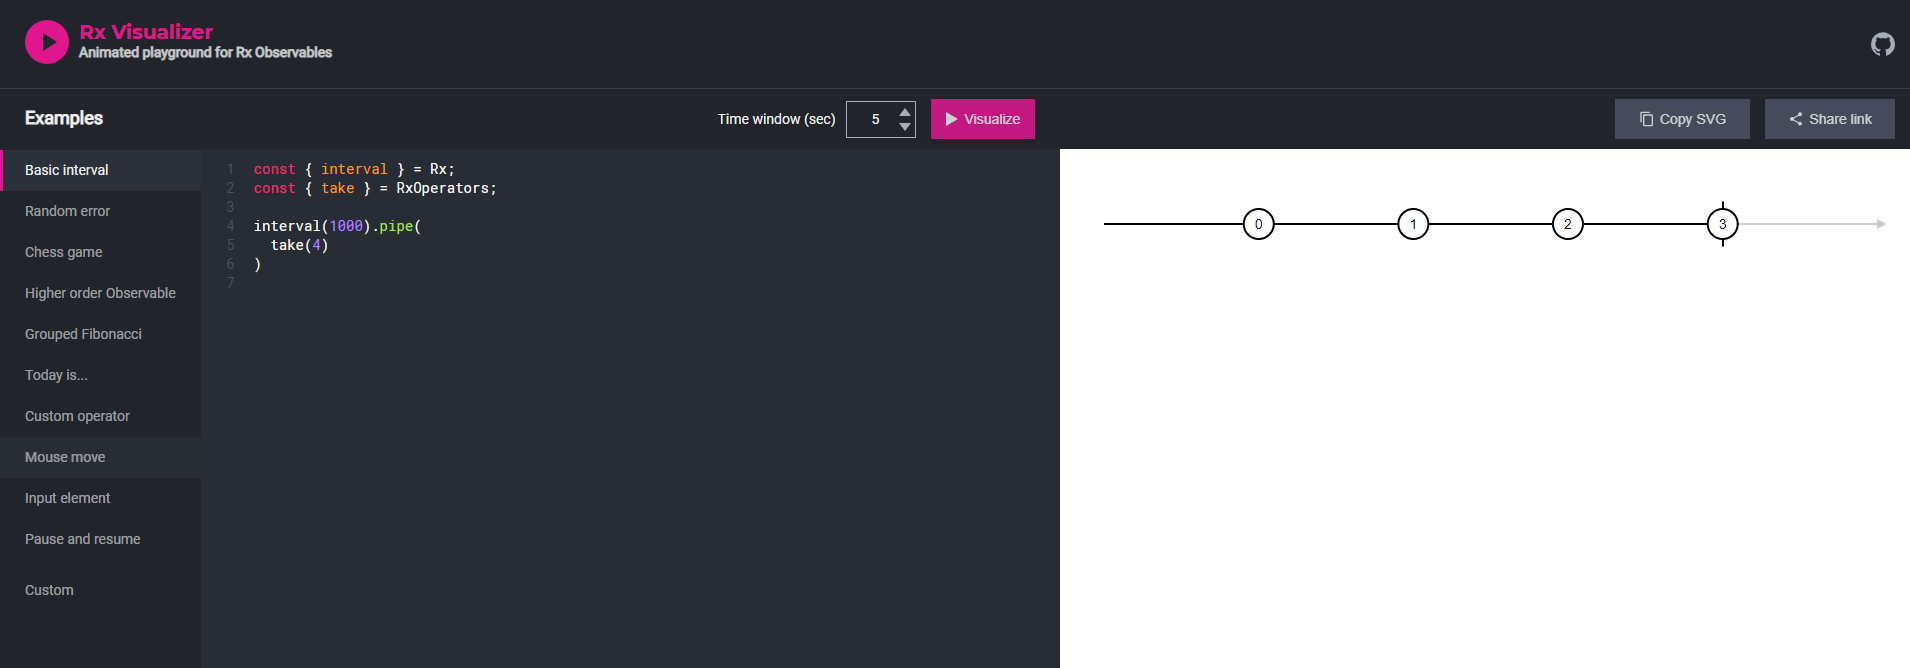 Rx Visualizer
Animated playground for Rx Observables
Examples
Time window (sec)
5
Visualize
Copy SVG
Share link
Basic interval
Random error
Chess game
Higher order Observable
Grouped Fibonacci
Today is...
Custom operator
Mouse move
Input element
Pause and resume
Custom
1 const { interval } = Rx;
2 const { take } = RxOperators;
3
4 interval(1000).pipe(
5   take(4)
6 )
7
0 1 2 3